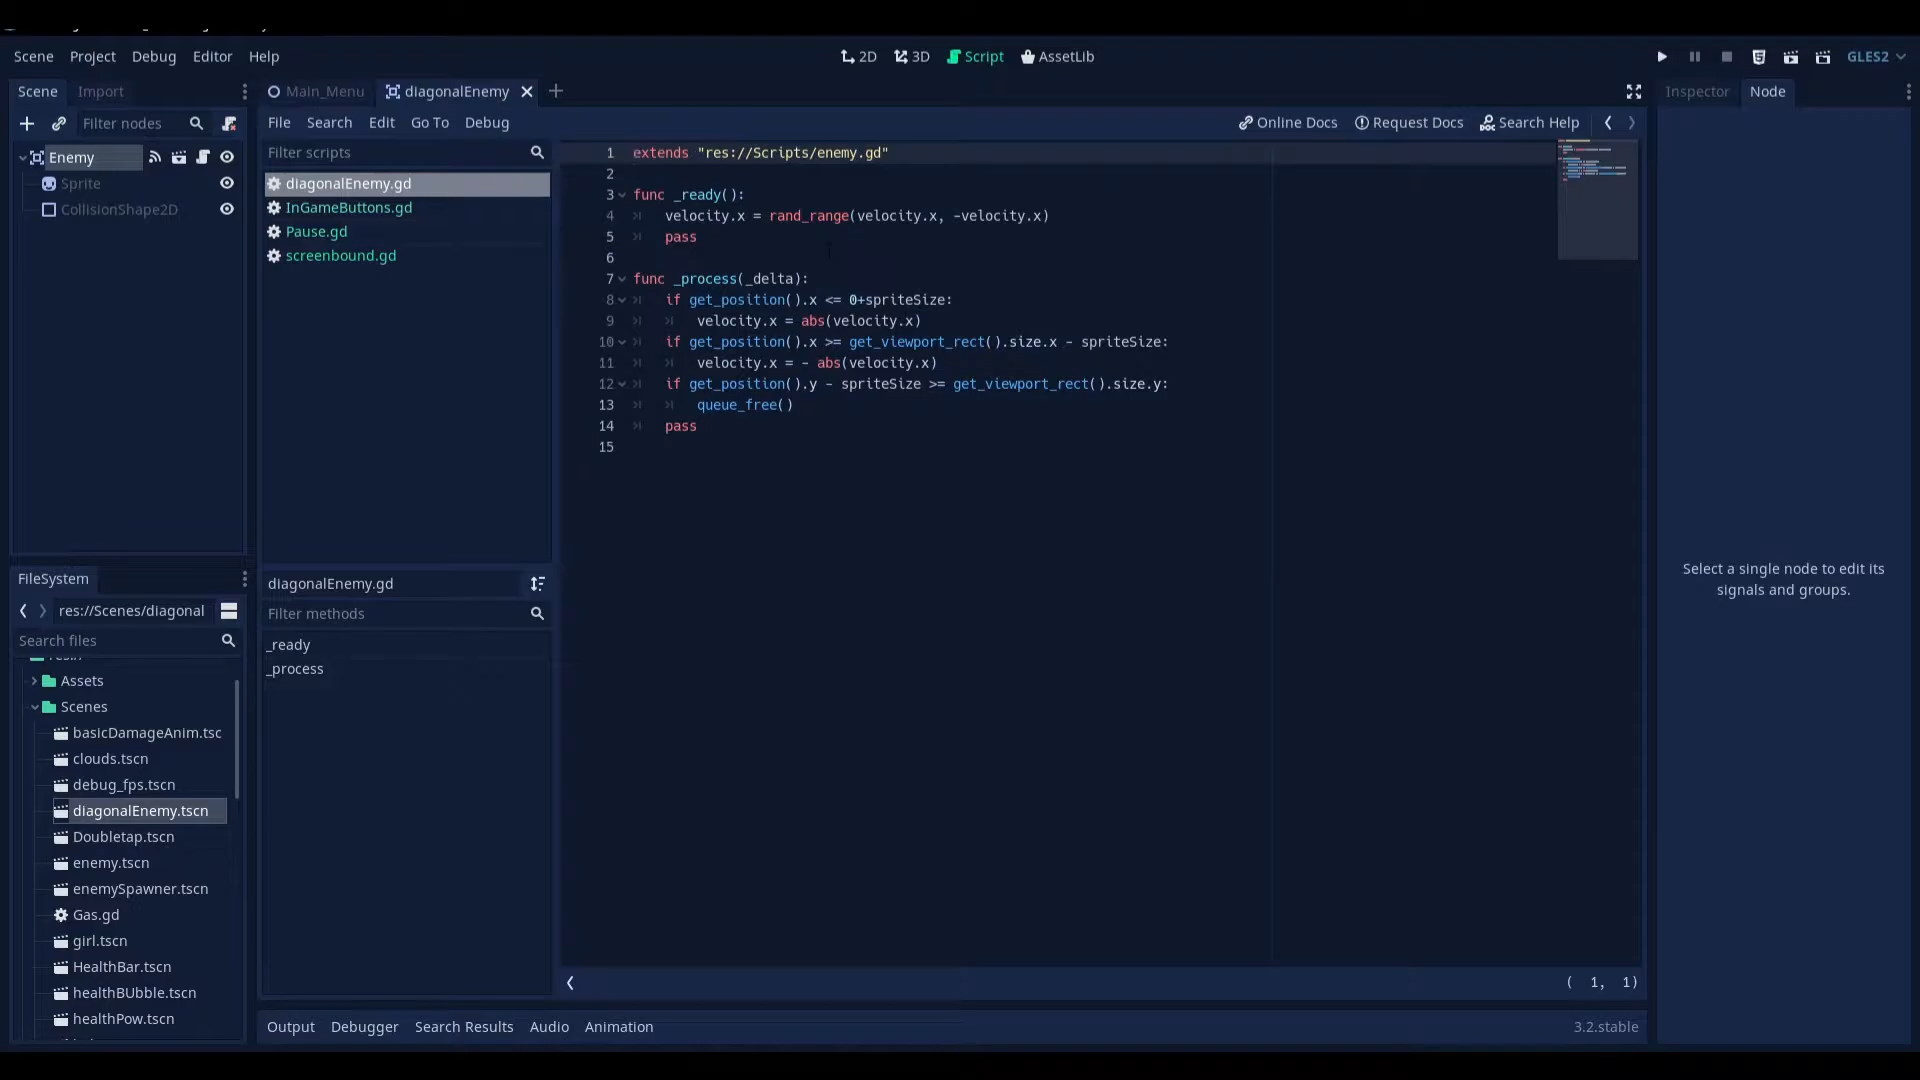 Scene Project Debug Editor Help
2D 3D Script AssetLib
GLES2
Scene Import
Filter nodes
Enemy
Sprite
CollisionShape2D
Main_Menu diagonalEnemy
File Search Edit Go To Debug
Online Docs Request Docs Search Help
Filter scripts
diagonalEnemy.gd
InGameButtons.gd
Pause.gd
screenbound.gd
diagonalEnemy.gd
Filter methods
_ready
_process
1 extends "res://Scripts/enemy.gd"
2
3 func _ready():
4 velocity.x = rand_range(velocity.x, -velocity.x)
5 pass
6
7 func _process(_delta):
8 if get_position().x <= 0+spriteSize:
9 velocity.x = abs(velocity.x)
10 if get_position().x >= get_viewport_rect().size.x - spriteSize:
11 velocity.x = - abs(velocity.x)
12 if get_position().y - spriteSize >= get_viewport_rect().size.y:
13 queue_free()
14 pass
15
( 1, 1)
Output Debugger Search Results Audio Animation
3.2.stable
FileSystem
res://Scenes/diagonal
Search files
Assets
Scenes
basicDamageAnim.tsc
clouds.tscn
debug_fps.tscn
diagonalEnemy.tscn
Doubletap.tscn
enemy.tscn
enemySpawner.tscn
Gas.gd
girl.tscn
HealthBar.tscn
healthBUbble.tscn
healthPow.tscn
Inspector Node
Select a single node to edit its
signals and groups.